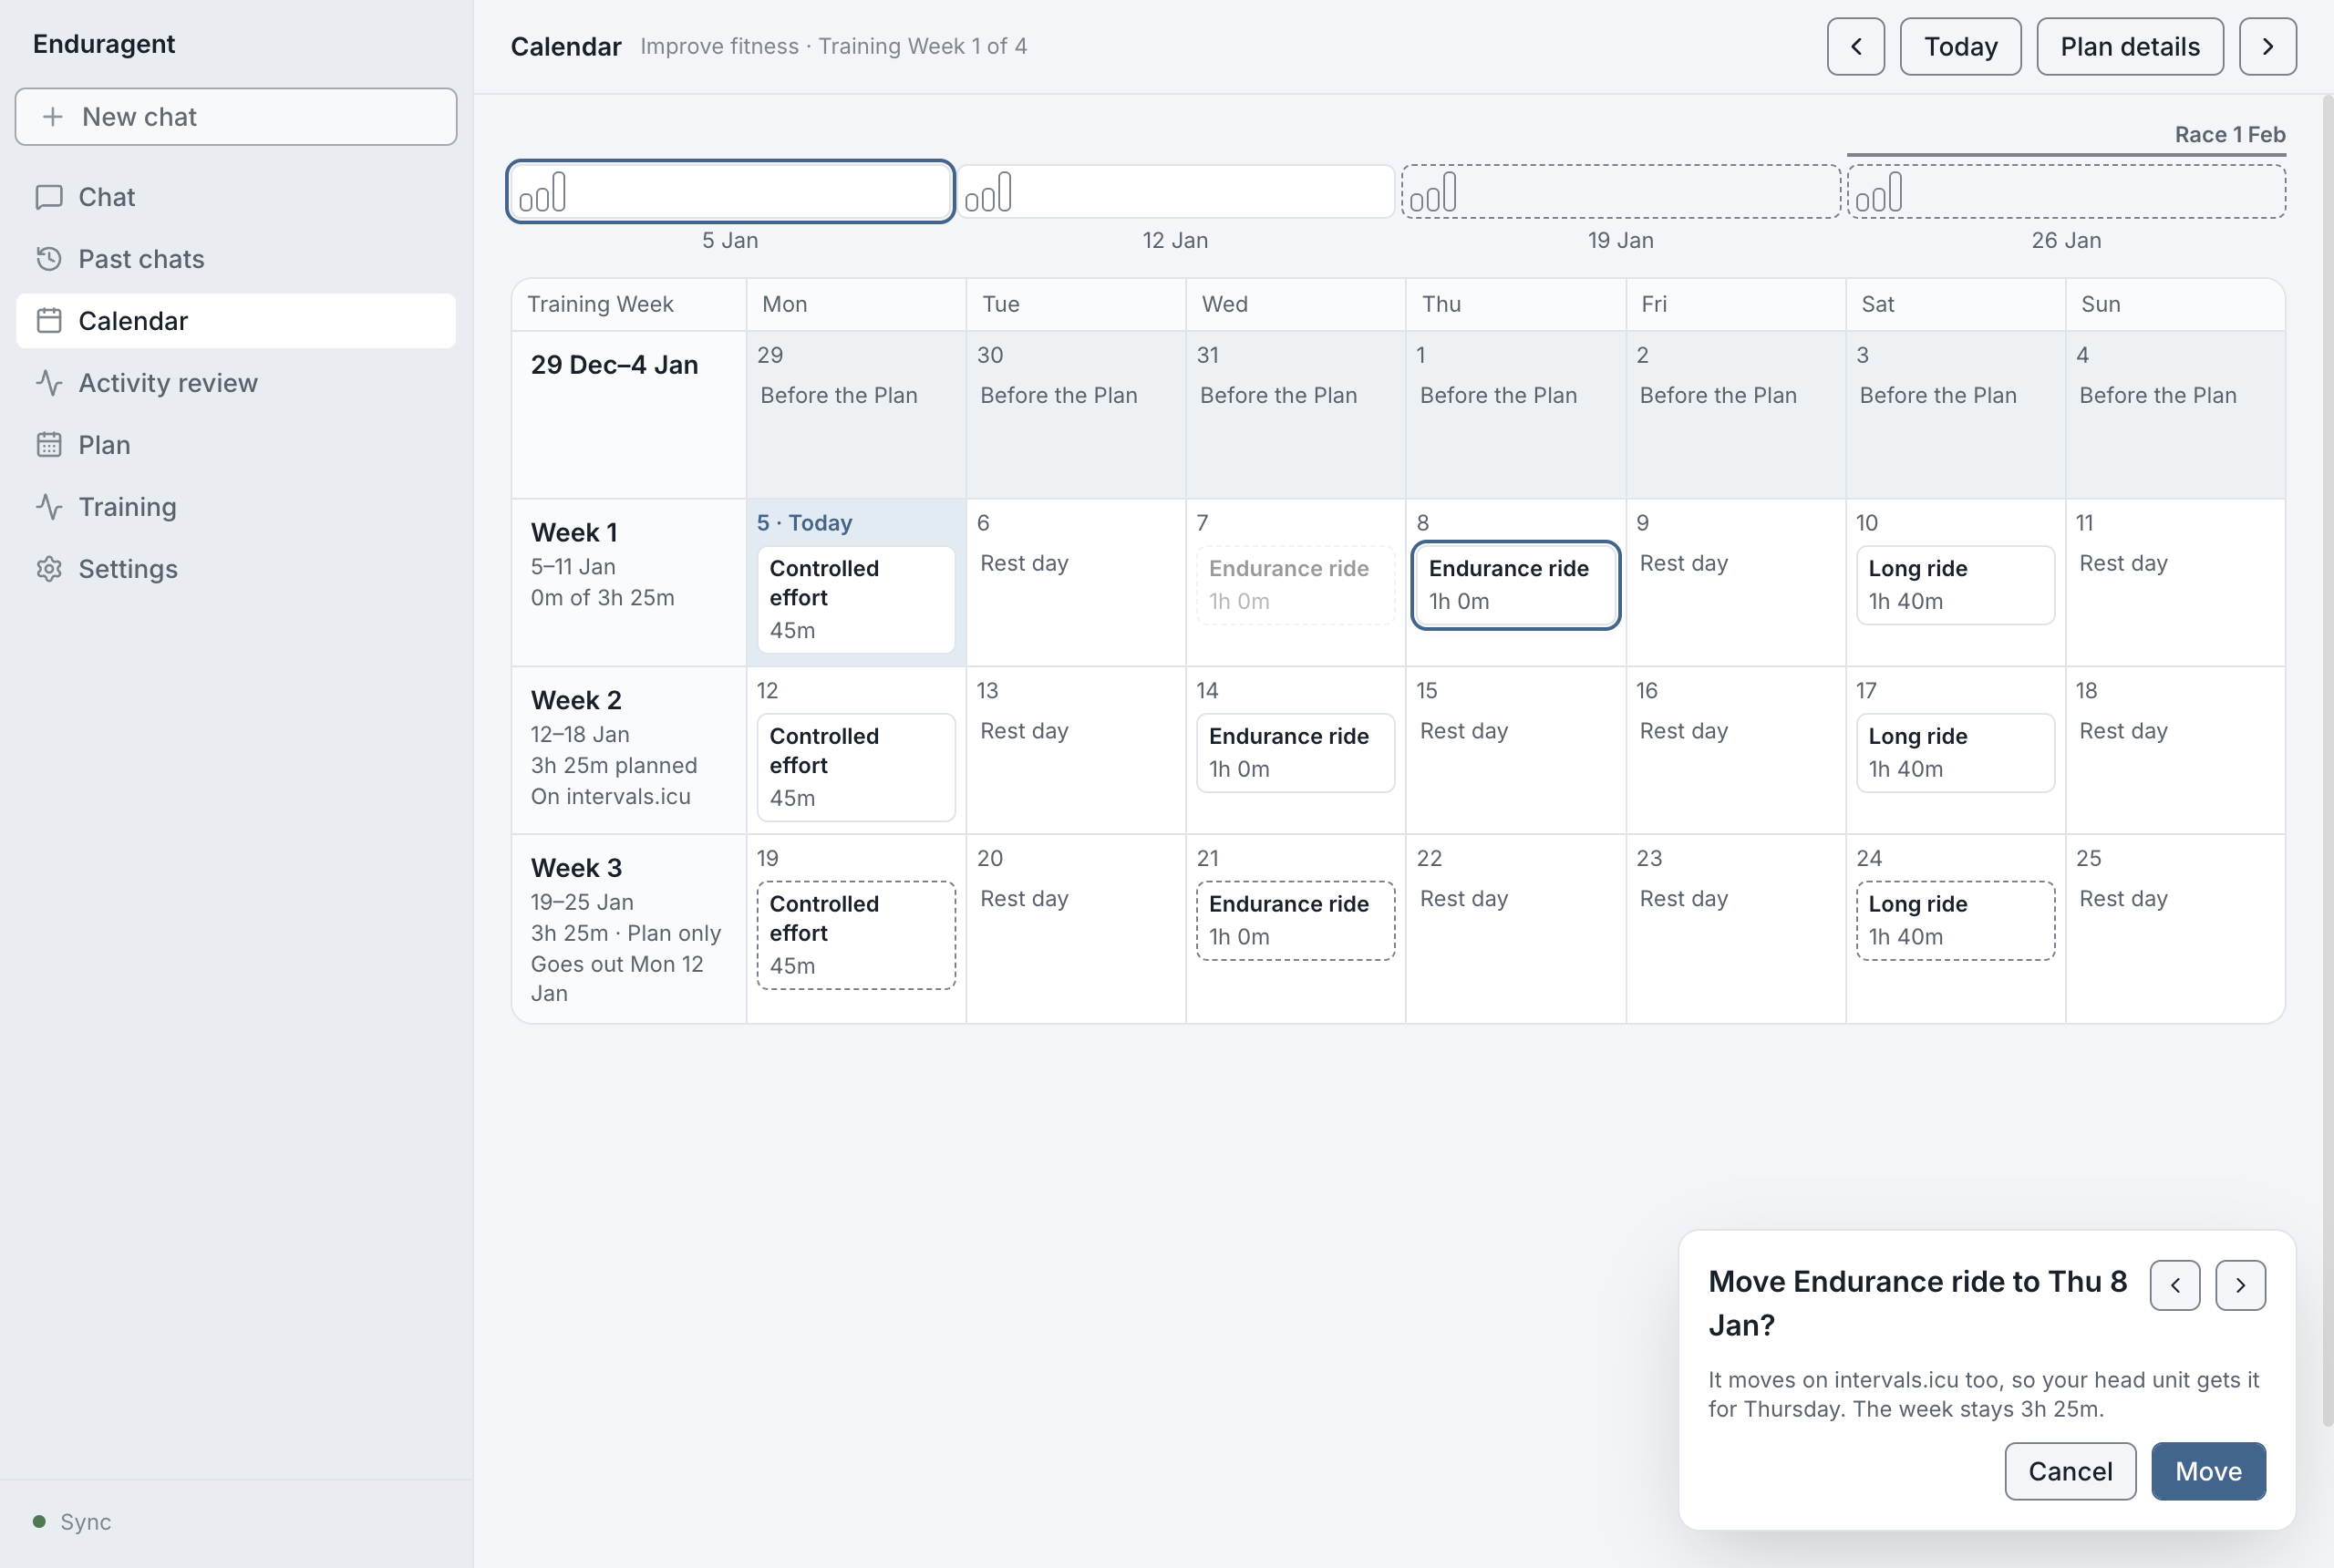 Enduragent
New chat
Chat
Past chats
Calendar
Activity review
Plan
Training
Settings
Sync
Calendar Improve fitness · Training Week 1 of 4
Today
Plan details
Race 1 Feb
5 Jan
12 Jan
19 Jan
26 Jan
Training Week Mon Tue Wed Thu Fri Sat Sun
29 Dec–4 Jan
29
Before the Plan
30
Before the Plan
31
Before the Plan
1
Before the Plan
2
Before the Plan
3
Before the Plan
4
Before the Plan
Week 1
5–11 Jan
0m of 3h 25m
5 · Today
Controlled
effort
45m
6
Rest day
7
Endurance ride
1h 0m
8
Endurance ride
1h 0m
9
Rest day
10
Long ride
1h 40m
11
Rest day
Week 2
12–18 Jan
3h 25m planned
On intervals.icu
12
Controlled
effort
45m
13
Rest day
14
Endurance ride
1h 0m
15
Rest day
16
Rest day
17
Long ride
1h 40m
18
Rest day
Week 3
19–25 Jan
3h 25m · Plan only
Goes out Mon 12
Jan
19
Controlled
effort
45m
20
Rest day
21
Endurance ride
1h 0m
22
Rest day
23
Rest day
24
Long ride
1h 40m
25
Rest day
Move Endurance ride to Thu 8
Jan?
It moves on intervals.icu too, so your head unit gets it
for Thursday. The week stays 3h 25m.
Cancel
Move